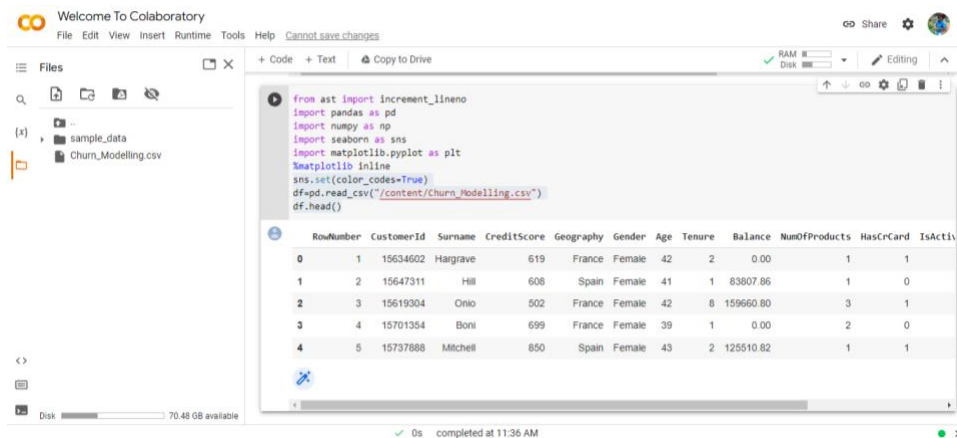 Welcome To Colaboratory
File Edit View Insert Runtime Tools Help Cannot save changes
Share
Files
+ Code + Text Copy to Drive
RAM
Disk
Editing
{x}
..
sample_data
Churn_Modelling.csv
from ast import increment_lineno
import pandas as pd
import numpy as np
import seaborn as sns
import matplotlib.pyplot as plt
%matplotlib inline
sns.set(color_codes=True)
df=pd.read_csv("/content/Churn_Modelling.csv")
df.head()
RowNumber CustomerId Surname CreditScore Geography Gender Age Tenure Balance NumOfProducts HasCrCard IsActiv
0 1 15634602 Hargrave 619 France Female 42 2 0.00 1 1
1 2 15647311 Hill 608 Spain Female 41 1 83807.86 1 0
2 3 15619304 Onio 502 France Female 42 8 159660.80 3 1
3 4 15701354 Boni 699 France Female 39 1 0.00 2 0
4 5 15737888 Mitchell 850 Spain Female 43 2 125510.82 1 1
Disk 70.48 GB available
0s completed at 11:36 AM